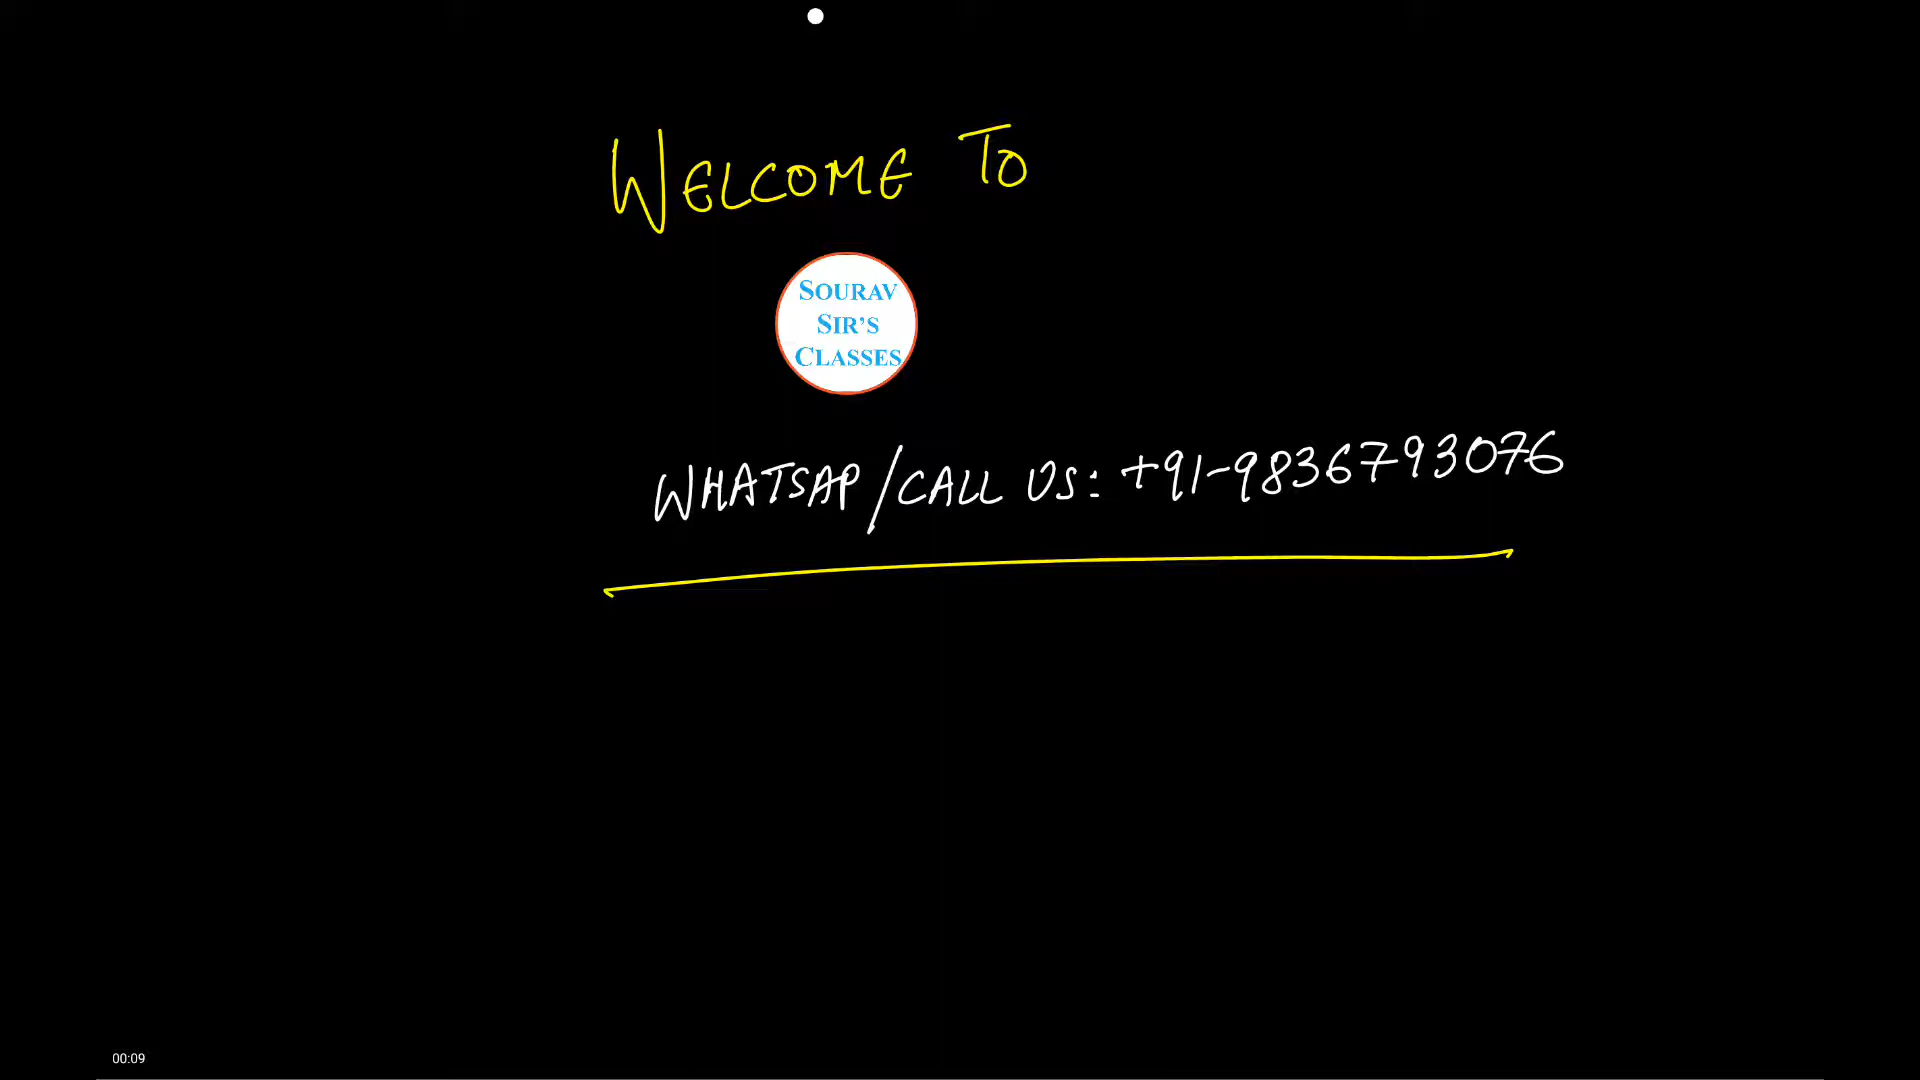 WELCOME TO
SOURAV
SIR'S
CLASSES
WHATSAP/CALL US: +91-9836793076
00:09